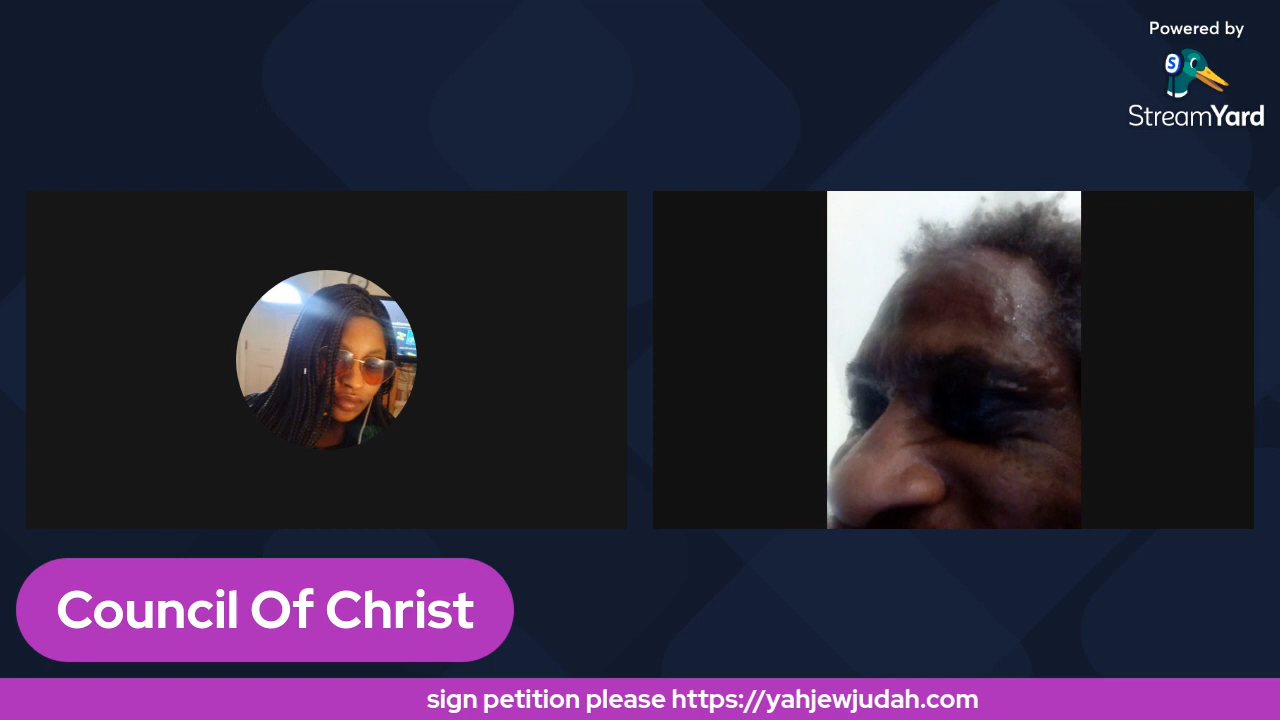 Powered by
S
StreamYard
Council Of Christ
sign petition please https://yahjewjudah.com